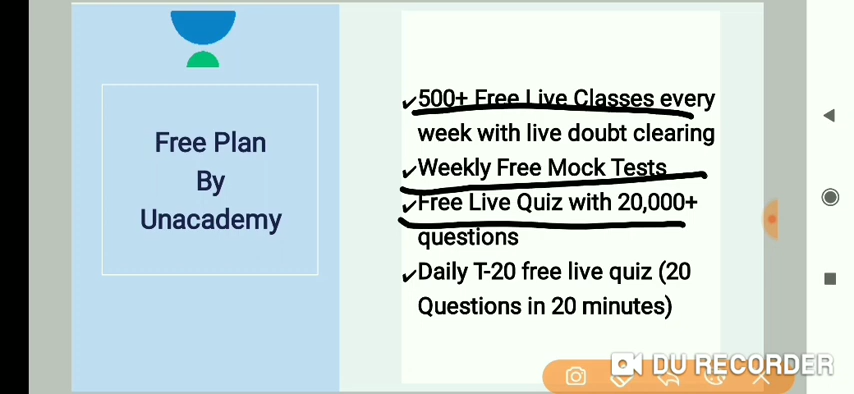 Free Plan
By
Unacademy
✓500+ Free Live Classes every
week with live doubt clearing
✓Weekly Free Mock Tests
✓Free Live Quiz with 20,000+
questions
✓Daily T-20 free live quiz (20
Questions in 20 minutes)
DU RECORDER